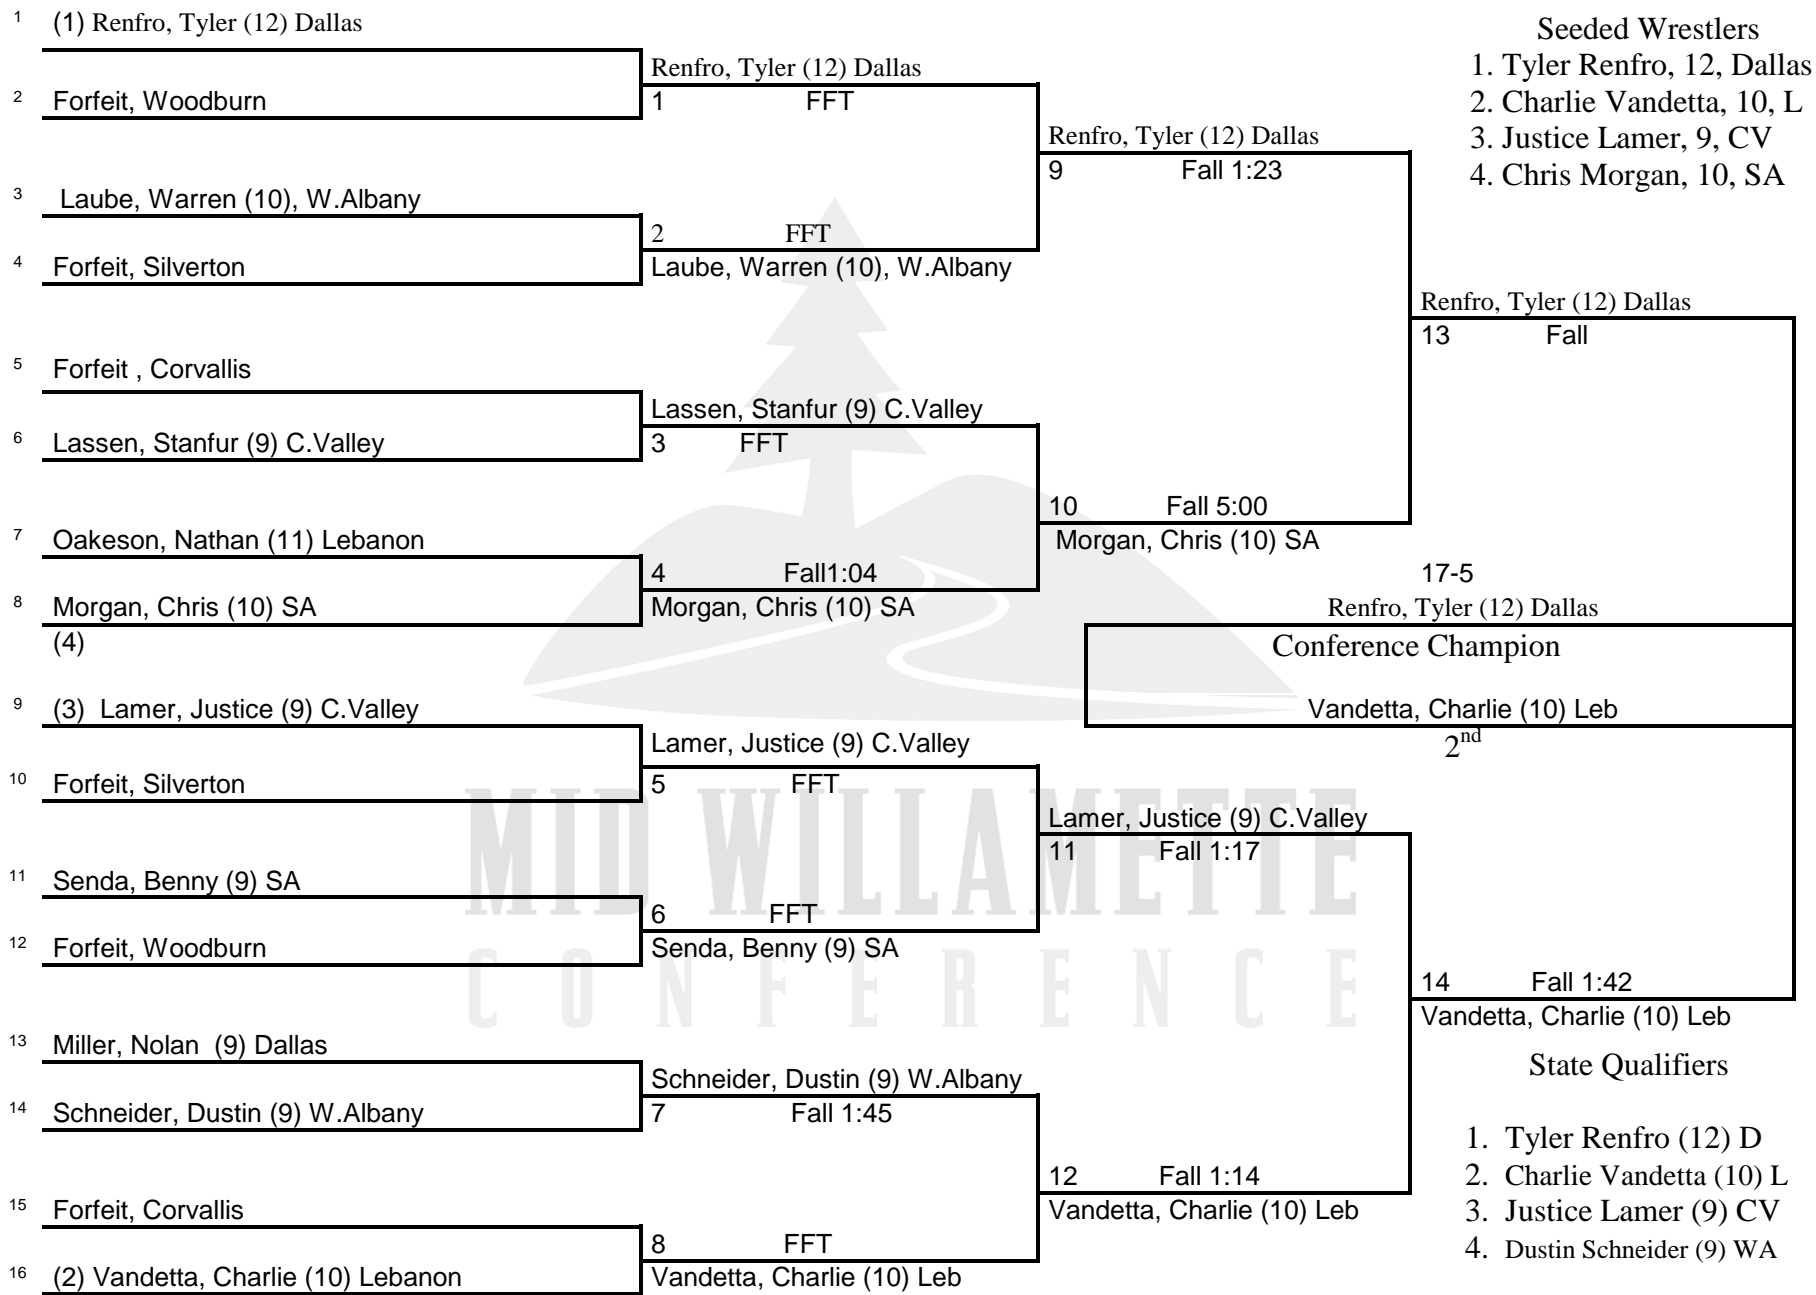 1 (1) Renfro, Tyler (12) Dallas
2 Forfeit, Woodburn
3 Laube, Warren (10), W.Albany
4 Forfeit, Silverton
5 Forfeit , Corvallis
6 Lassen, Stanfur (9) C.Valley
7 Oakeson, Nathan (11) Lebanon
8 Morgan, Chris (10) SA
(4)
9 (3) Lamer, Justice (9) C.Valley
10 Forfeit, Silverton
11 Senda, Benny (9) SA
12 Forfeit, Woodburn
13 Miller, Nolan (9) Dallas
14 Schneider, Dustin (9) W.Albany
15 Forfeit, Corvallis
16 (2) Vandetta, Charlie (10) Lebanon
Renfro, Tyler (12) Dallas
1 FFT
2 FFT
Laube, Warren (10), W.Albany
Lassen, Stanfur (9) C.Valley
3 FFT
4 Fall1:04
Morgan, Chris (10) SA
Lamer, Justice (9) C.Valley
5 FFT
6 FFT
Senda, Benny (9) SA
Schneider, Dustin (9) W.Albany
7 Fall 1:45
8 FFT
Vandetta, Charlie (10) Leb
Renfro, Tyler (12) Dallas
9 Fall 1:23
10 Fall 5:00
Morgan, Chris (10) SA
Lamer, Justice (9) C.Valley
11 Fall 1:17
12 Fall 1:14
Vandetta, Charlie (10) Leb
Renfro, Tyler (12) Dallas
13 Fall
14 Fall 1:42
Vandetta, Charlie (10) Leb
17-5
Renfro, Tyler (12) Dallas
Conference Champion
Vandetta, Charlie (10) Leb
2nd
Seeded Wrestlers
1. Tyler Renfro, 12, Dallas
2. Charlie Vandetta, 10, L
3. Justice Lamer, 9, CV
4. Chris Morgan, 10, SA
State Qualifiers
1. Tyler Renfro (12) D
2. Charlie Vandetta (10) L
3. Justice Lamer (9) CV
4. Dustin Schneider (9) WA
MID WILLAMETTE
CONFERENCE